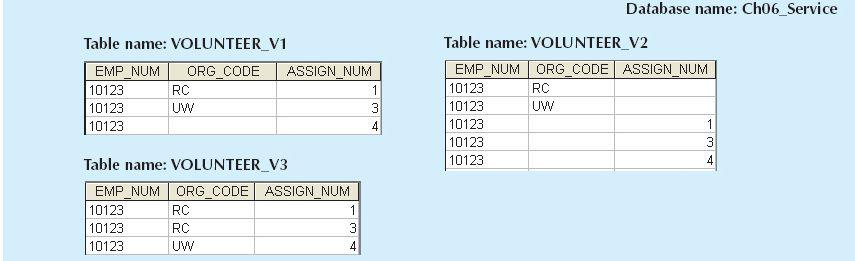 Database name: Ch06_Service
Table name: VOLUNTEER_V1
EMP_NUM ORG_CODE ASSIGN_NUM
10123 RC 1
10123 UW 3
10123 4
Table name: VOLUNTEER_V2
EMP_NUM ORG_CODE ASSIGN_NUM
10123 RC
10123 UW
10123 1
10123 3
10123 4
Table name: VOLUNTEER_V3
EMP_NUM ORG_CODE ASSIGN_NUM
10123 RC 1
10123 RC 3
10123 UW 4